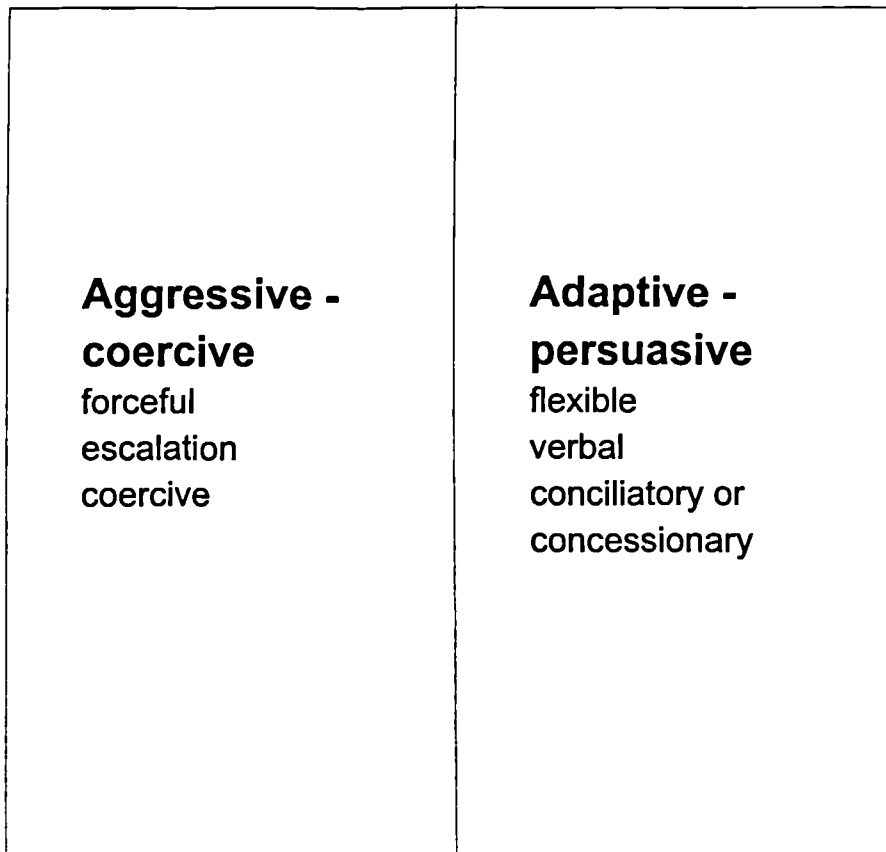 Aggressive -
coercive
forceful
escalation
coercive
Adaptive -
persuasive
flexible
verbal
conciliatory or
concessionary